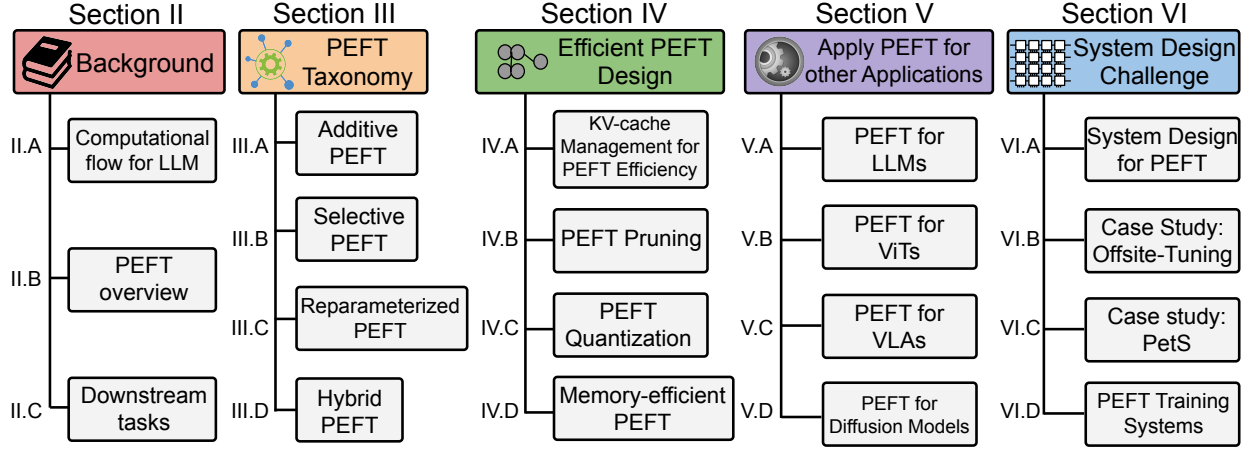 Section II
Background
II.A
Computational
flow for LLM
II.B
PEFT
overview
II.C
Downstream
tasks
Section III
PEFT
Taxonomy
III.A
Additive
PEFT
III.B
Selective
PEFT
III.C
Reparameterized
PEFT
III.D
Hybrid
PEFT
Section IV
Efficient PEFT
Design
IV.A
KV-cache
Management for
PEFT Efficiency
IV.B
PEFT Pruning
IV.C
PEFT
Quantization
IV.D
Memory-efficient
PEFT
Section V
Apply PEFT for
other Applications
V.A
PEFT for
LLMs
V.B
PEFT for
ViTs
V.C
PEFT for
VLAs
V.D
PEFT for
Diffusion Models
Section VI
System Design
Challenge
VI.A
System Design
for PEFT
VI.B
Case Study:
Offsite-Tuning
VI.C
Case study:
PetS
VI.D
PEFT Training
Systems